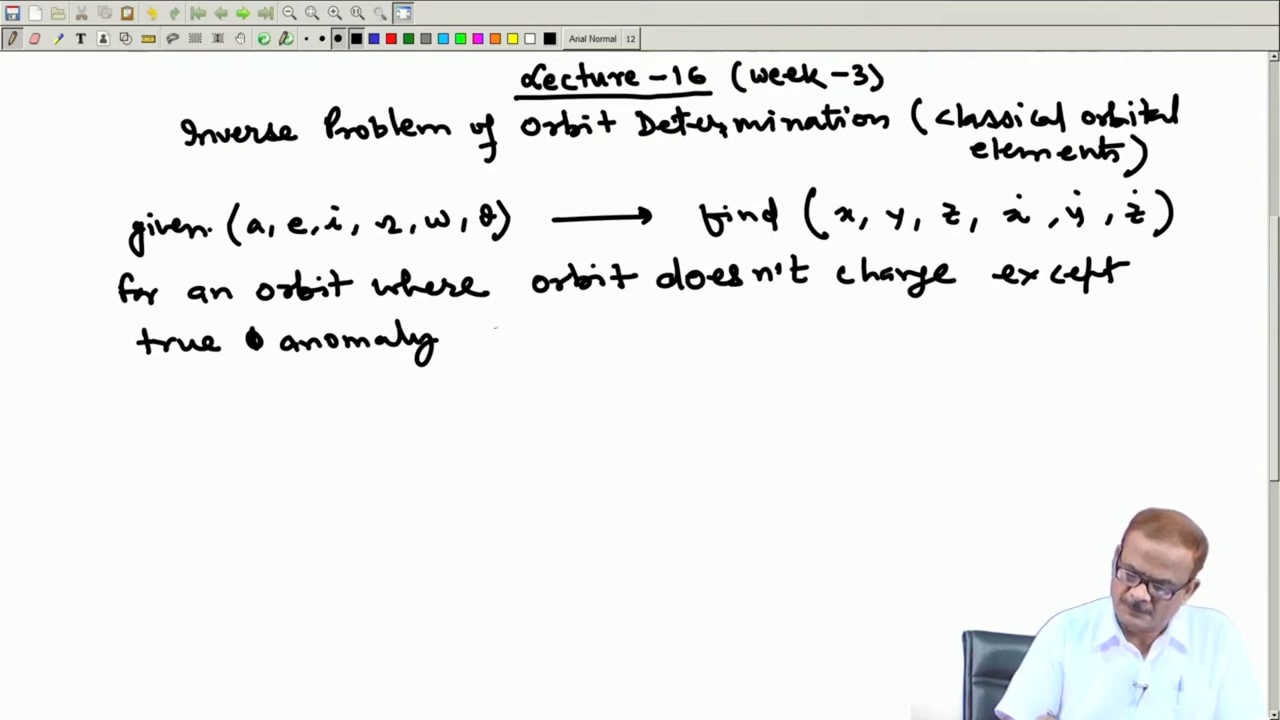 Arial Normal 12
Lecture-16 (week-3)
Inverse Problem of Orbit Determination (classical orbital
elements)
given. (a, e, i, Ω, ω, θ) ⟶ find (x, y, z, ẋ, ẏ, ż)
for an orbit where orbit doesn't change except
true anomaly